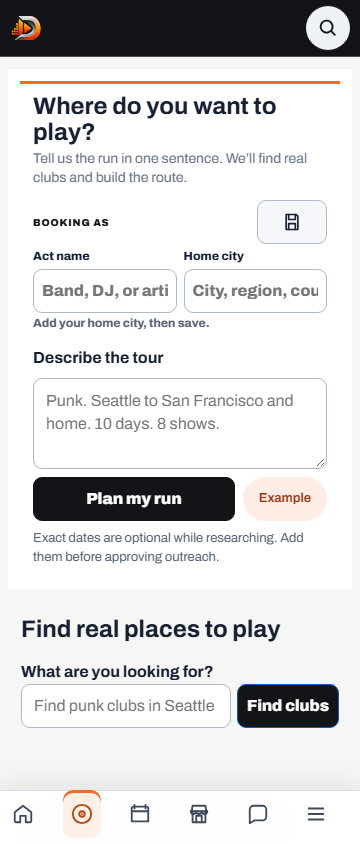 Where do you want to
play?
Tell us the run in one sentence. We'll find real
clubs and build the route.
BOOKING AS
Act name
Home city
Band, DJ, or arti
City, region, cou
Add your home city, then save.
Describe the tour
Punk. Seattle to San Francisco and
home. 10 days. 8 shows.
Plan my run
Example
Exact dates are optional while researching. Add
them before approving outreach.
Find real places to play
What are you looking for?
Find punk clubs in Seattle
Find clubs